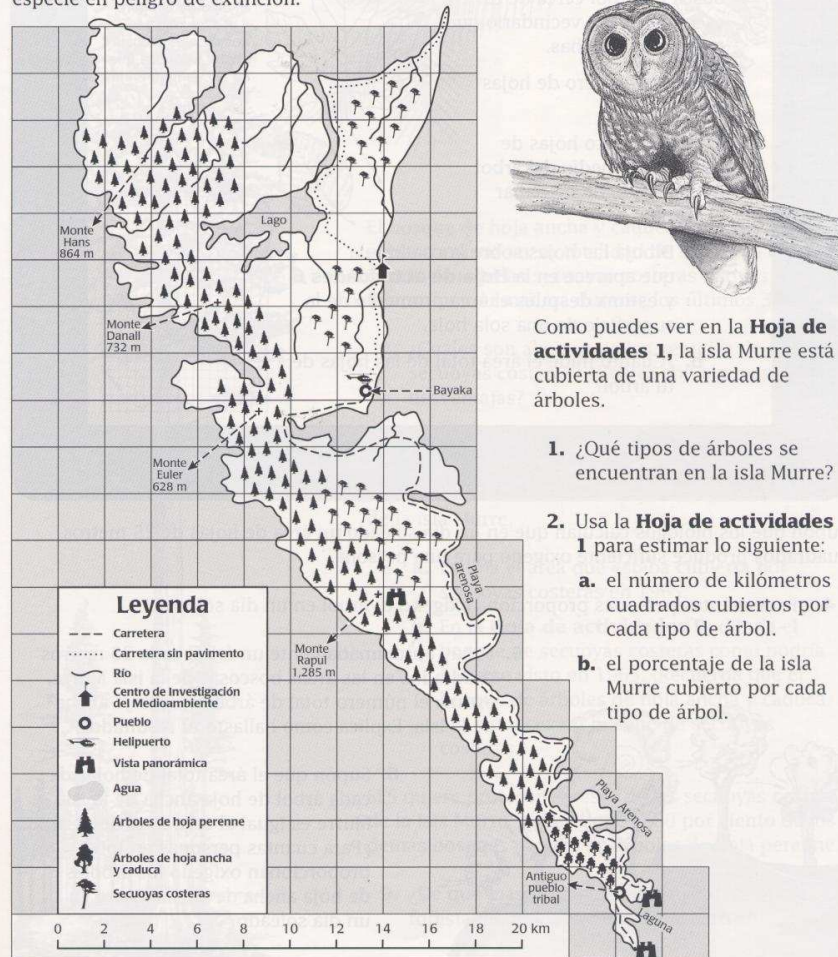 especie en peligro de extinción.
Lago
Monte
Hans
864 m
Monte
Danall
732 m
Bayaka
Monte
Euler
628 m
Playa
arenosa
Monte
Rapul
1,285 m
Playa Arenosa
Antiguo
pueblo
tribal
Laguna
Leyenda
Carretera
Carretera sin pavimento
Río
Centro de Investigación
del Medioambiente
Pueblo
Helipuerto
Vista panorámica
Agua
Árboles de hoja perenne
Árboles de hoja ancha
y caduca
Secuoyas costeras
0 2 4 6 8 10 12 14 16 18 20 km
Como puedes ver en la Hoja de
actividades 1, la isla Murre está
cubierta de una variedad de
árboles.
1. ¿Qué tipos de árboles se
encuentran en la isla Murre?
2. Usa la Hoja de actividades
1 para estimar lo siguiente:
a. el número de kilómetros
cuadrados cubiertos por
cada tipo de árbol.
b. el porcentaje de la isla
Murre cubierto por cada
tipo de árbol.